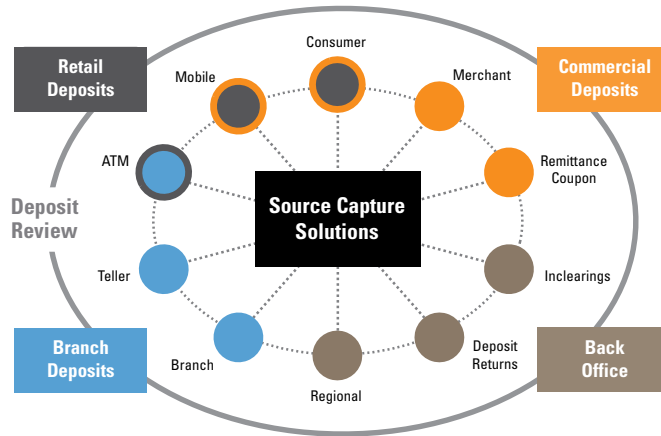 Consumer
Retail
Deposits
Mobile
Merchant
Commercial
Deposits
ATM
Remittance
Coupon
Deposit
Review
Source Capture
Solutions
Teller
Inclearings
Branch
Deposits
Branch
Regional
Deposit
Returns
Back
Office